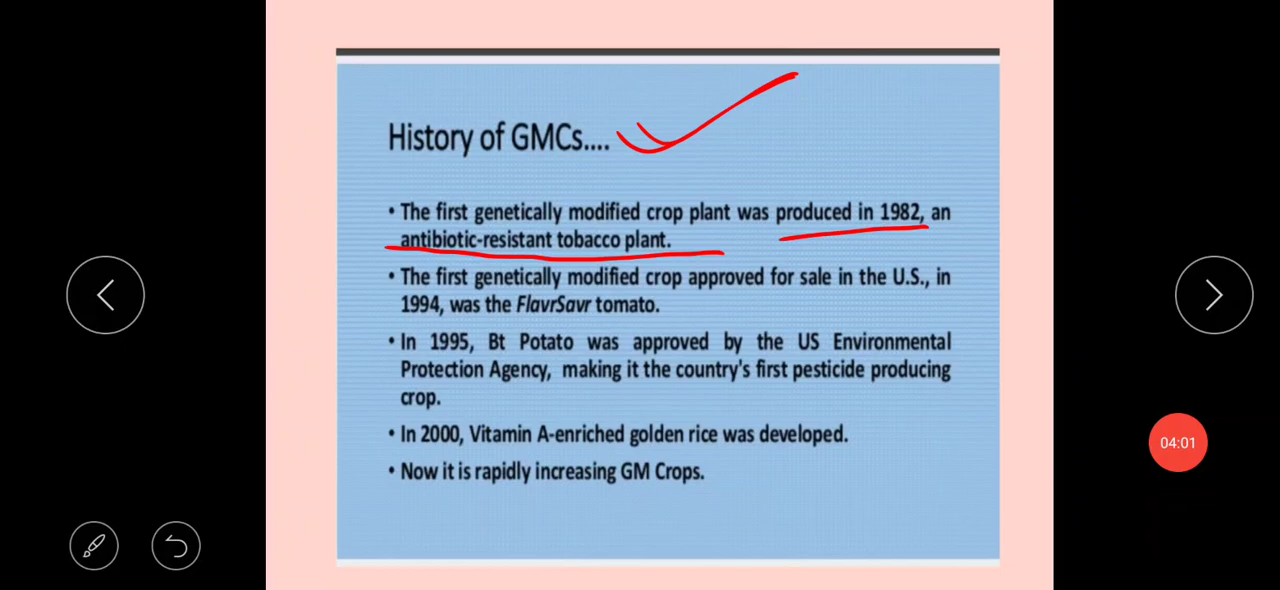 History of GMCs....
• The first genetically modified crop plant was produced in 1982, an
antibiotic-resistant tobacco plant.
• The first genetically modified crop approved for sale in the U.S., in
1994, was the FlavrSavr tomato.
• In 1995, Bt Potato was approved by the US Environmental
Protection Agency, making it the country's first pesticide producing
crop.
• In 2000, Vitamin A-enriched golden rice was developed.
• Now it is rapidly increasing GM Crops.
04:01